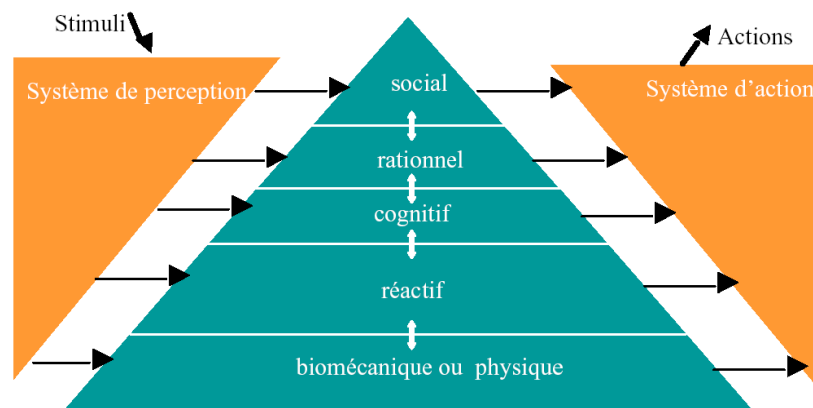 Stimuli
Actions
Système de perception
social
Système d'action
rationnel
cognitif
réactif
biomécanique ou physique